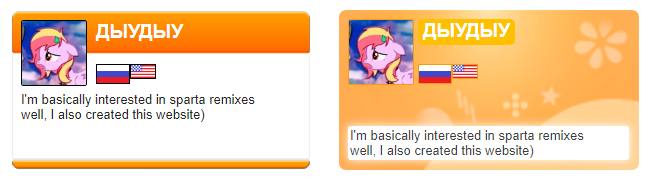 ДЫУДЫУ
I'm basically interested in sparta remixes
well, I also created this website)
ДЫУДЫУ
I'm basically interested in sparta remixes
well, I also created this website)